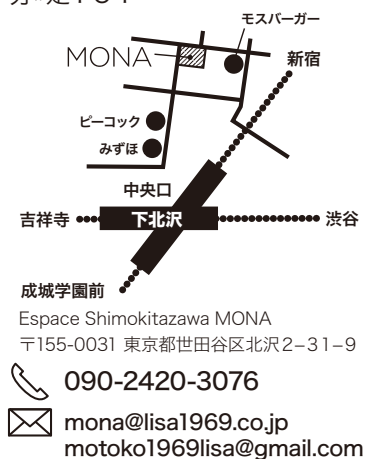 モスバーガー
MONA
新宿
ピーコック
みずほ
中央口
吉祥寺
下北沢
渋谷
成城学園前
Espace Shimokitazawa MONA
〒155-0031 東京都世田谷区北沢2–31–9
090-2420-3076
mona@lisa1969.co.jp
motoko1969lisa@gmail.com